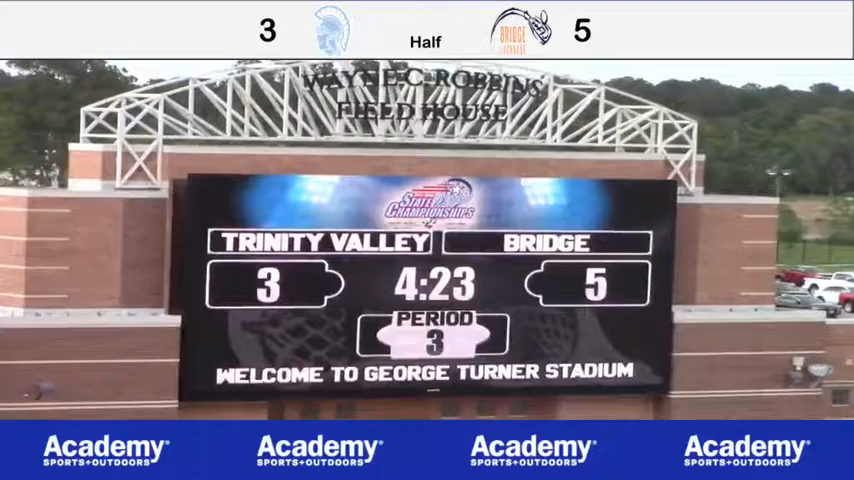 3
Half
BRIDGE
LACROSSE
5
WAYNE C. ROBBINS
FIELD HOUSE
STATE
CHAMPIONSHIPS
TRINITY VALLEY
BRIDGE
3
4:23
5
PERIOD
3
WELCOME TO GEORGE TURNER STADIUM
Academy
SPORTS+OUTDOORS
Academy
SPORTS+OUTDOORS
Academy
SPORTS+OUTDOORS
Academy
SPORTS+OUTDOORS